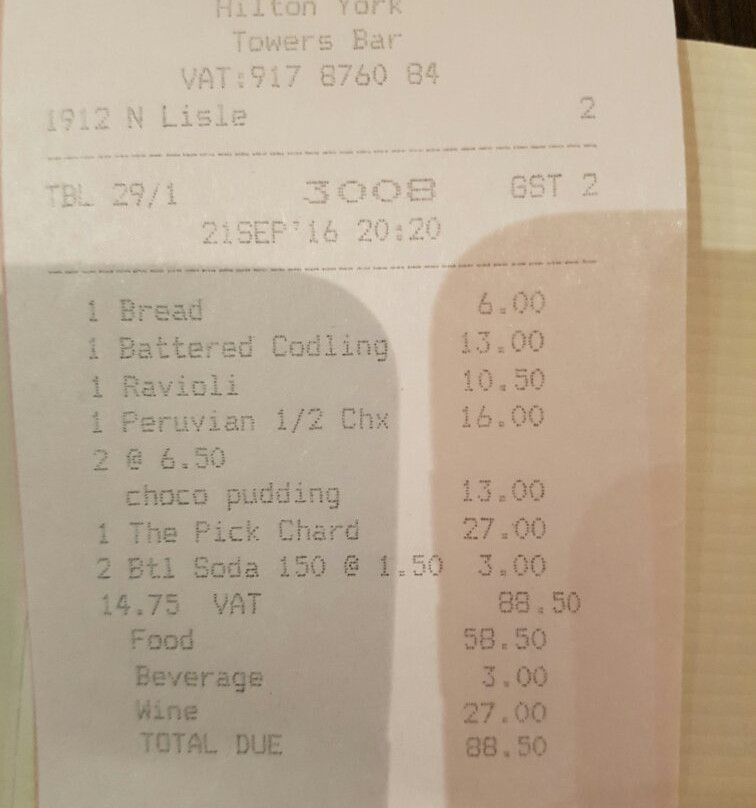 Hilton York
Towers Bar
VAT:917 8760 84
1912 N Lisle 2
TBL 29/1 3008 GST 2
21SEP'16 20:20
1 Bread 6.00
1 Battered Codling 13.00
1 Ravioli 10.50
1 Peruvian 1/2 Chx 16.00
2 @ 6.50
choco pudding 13.00
1 The Pick Chard 27.00
2 Btl Soda 150 @ 1.50 3.00
14.75 VAT 88.50
Food 58.50
Beverage 3.00
Wine 27.00
TOTAL DUE 88.50